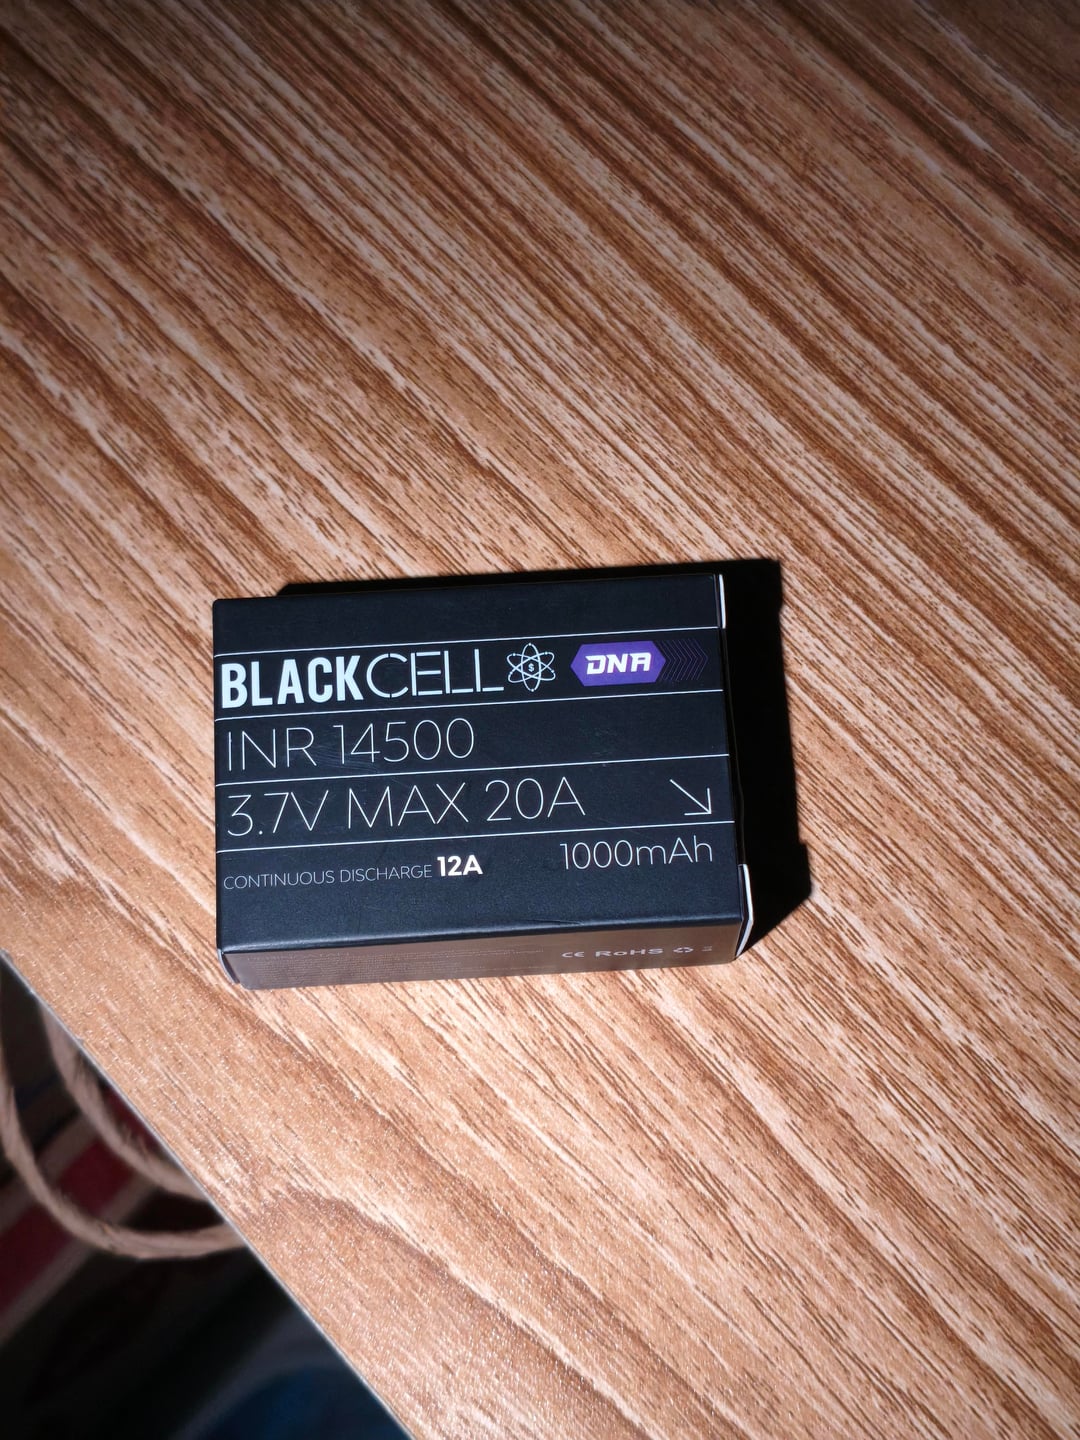 BLACKCELL DNA
INR 14500
3.7V MAX 20A
1000mAh
CONTINUOUS DISCHARGE 12A
CE RoHS